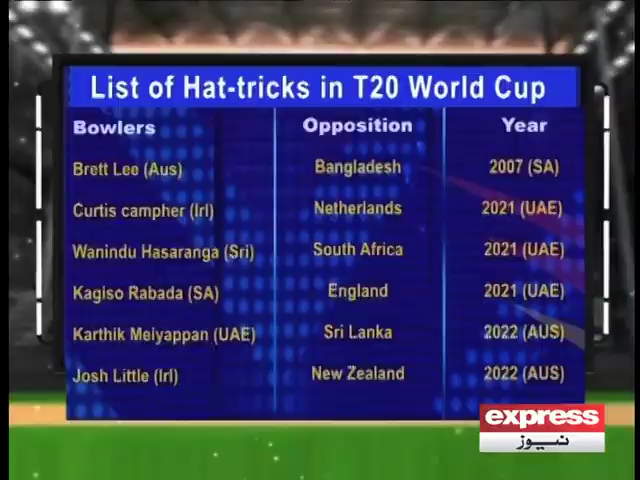 List of Hat-tricks in T20 World Cup
Bowlers Opposition Year
Brett Lee (Aus) Bangladesh 2007 (SA)
Curtis campher (Irl) Netherlands 2021 (UAE)
Wanindu Hasaranga (Sri) South Africa 2021 (UAE)
Kagiso Rabada (SA) England 2021 (UAE)
Karthik Meiyappan (UAE) Sri Lanka 2022 (AUS)
Josh Little (Irl) New Zealand 2022 (AUS)
express
نیوز